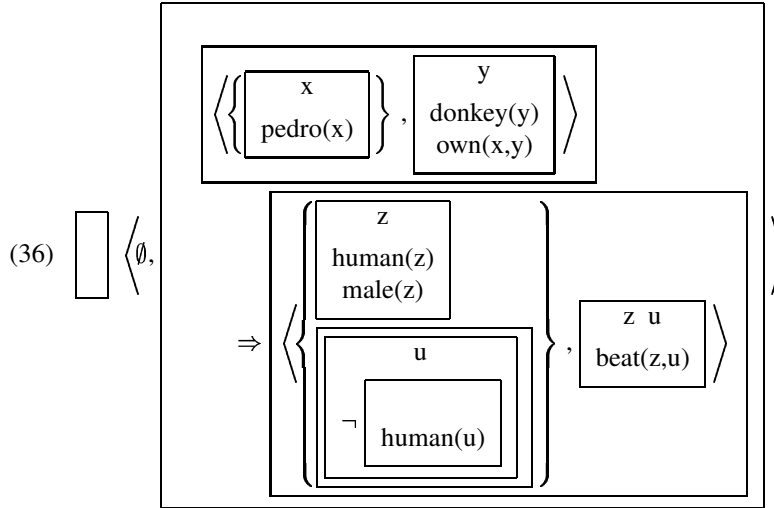 x
pedro(x)
y
donkey(y)
own(x,y)
(36) ⟨∅,
⟨{ } , ⟩
z
human(z)
male(z)
⇒ ⟨{ } , ⟩
u
¬ human(u)
z u
beat(z,u)
⟩